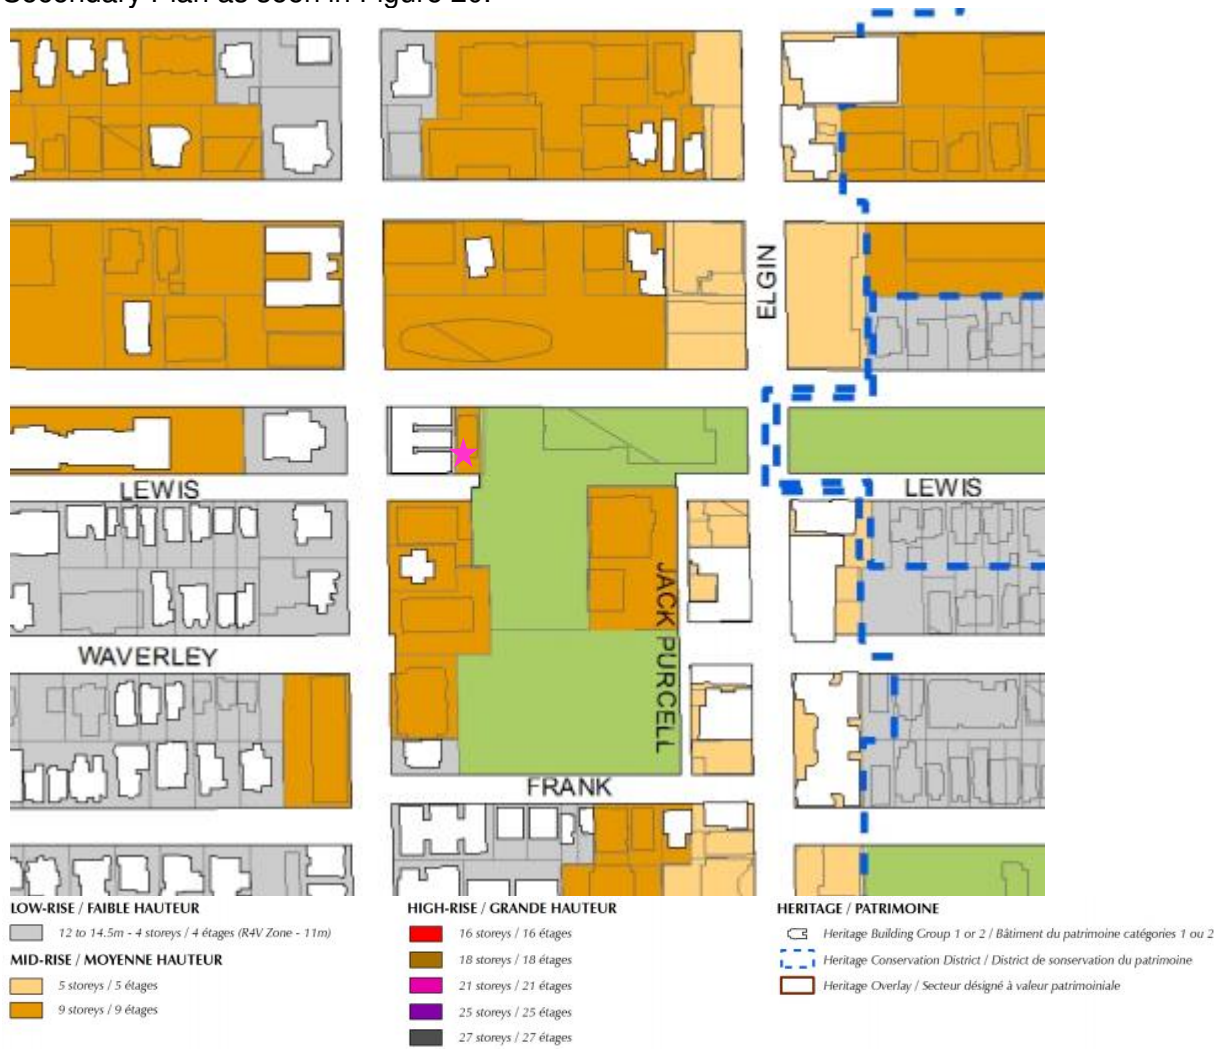 Secondary Plan as seen in Figure 20.
ELGIN
LEWIS
LEWIS
WAVERLEY
JACK PURCELL
FRANK
LOW-RISE / FAIBLE HAUTEUR
12 to 14.5m - 4 storeys / 4 étages (R4V Zone - 11m)
MID-RISE / MOYENNE HAUTEUR
5 storeys / 5 étages
9 storeys / 9 étages
HIGH-RISE / GRANDE HAUTEUR
16 storeys / 16 étages
18 storeys / 18 étages
21 storeys / 21 étages
25 storeys / 25 étages
27 storeys / 27 étages
HERITAGE / PATRIMOINE
Heritage Building Group 1 or 2 / Bâtiment du patrimoine catégories 1 ou 2
Heritage Conservation District / District de sonservation du patrimoine
Heritage Overlay / Secteur désigné à valeur patrimoiniale